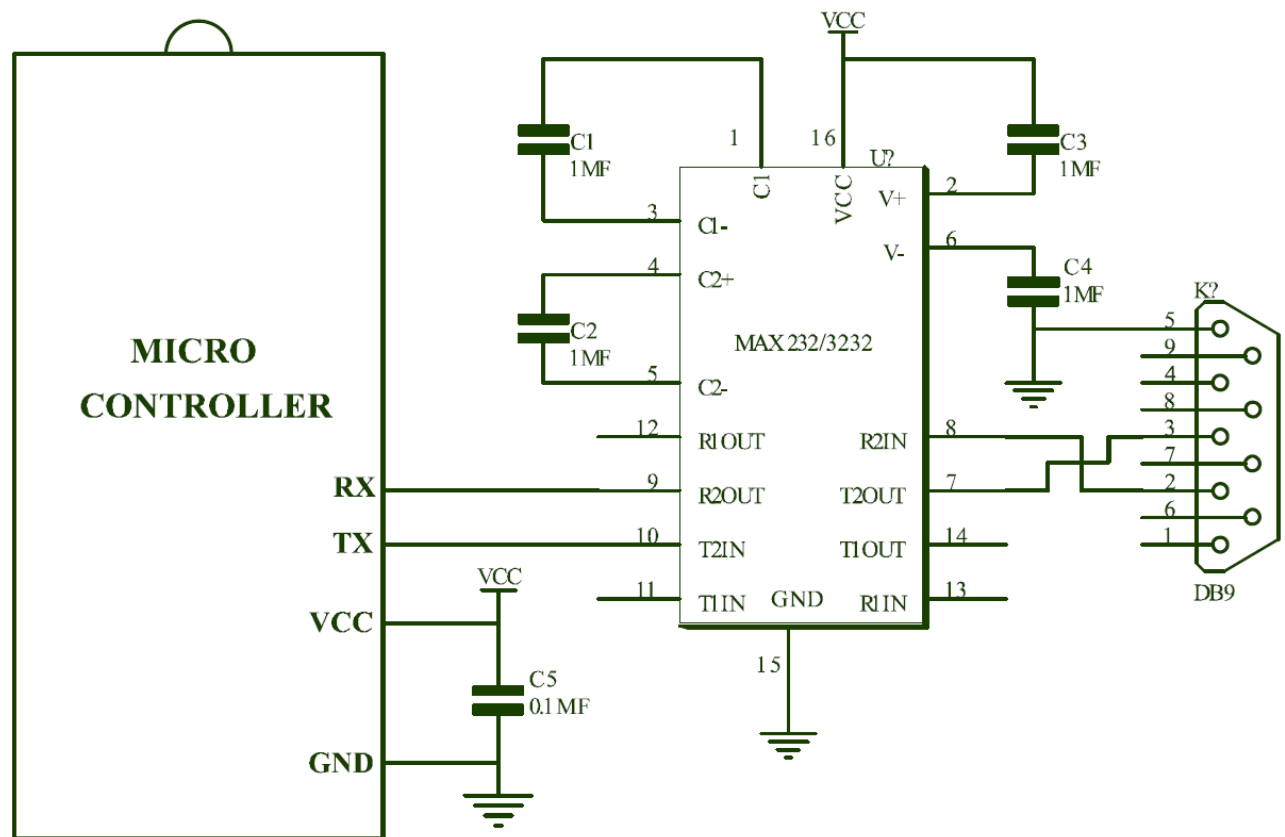 VCC
1
16
U?
C1
1MF
C3
1MF
C1
VCC
V+
2
3
C1-
V-
6
4
C2+
C4
1MF
K?
C2
1MF
MAX232/3232
5
9
4
8
3
7
2
6
1
DB9
5
C2-
MICRO
CONTROLLER
12
R1OUT
R2IN
8
RX
9
R2OUT
T2OUT
7
TX
10
T2IN
T1OUT
14
VCC
11
T1IN
GND
R1IN
13
VCC
15
C5
0.1MF
GND